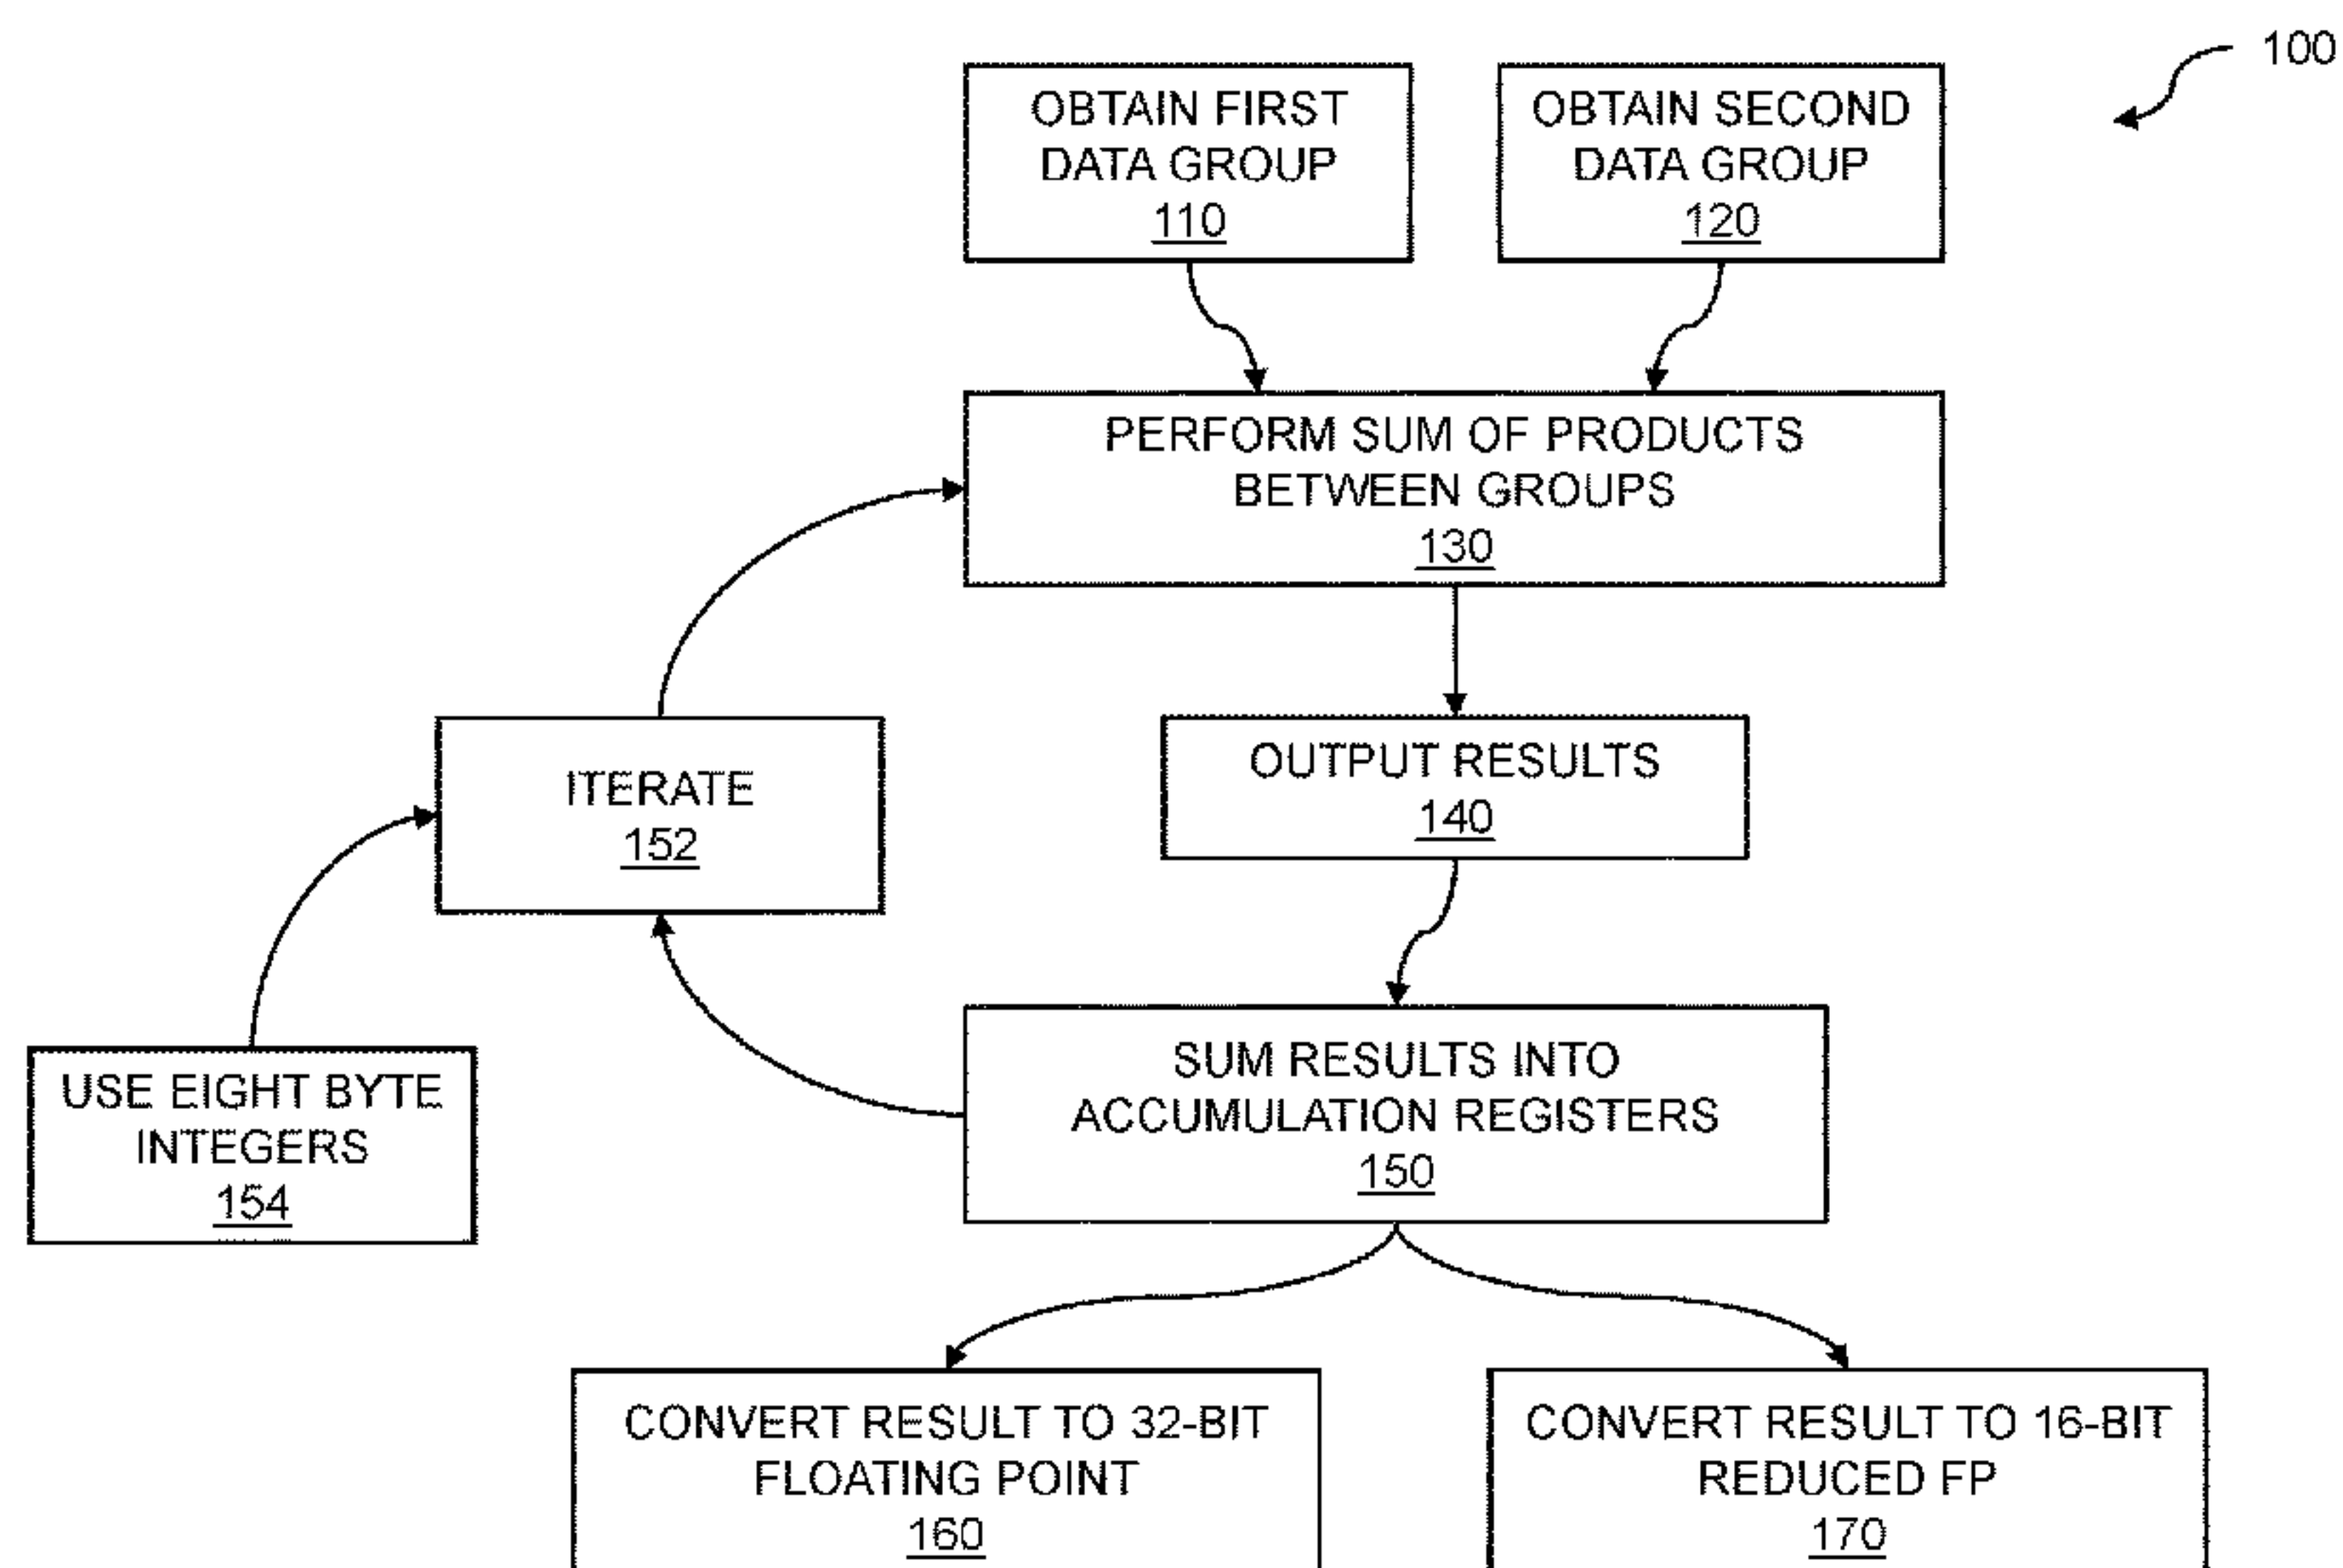 100
OBTAIN FIRST
DATA GROUP
110
OBTAIN SECOND
DATA GROUP
120
PERFORM SUM OF PRODUCTS
BETWEEN GROUPS
130
ITERATE
152
OUTPUT RESULTS
140
USE EIGHT BYTE
INTEGERS
154
SUM RESULTS INTO
ACCUMULATION REGISTERS
150
CONVERT RESULT TO 32-BIT
FLOATING POINT
160
CONVERT RESULT TO 16-BIT
REDUCED FP
170